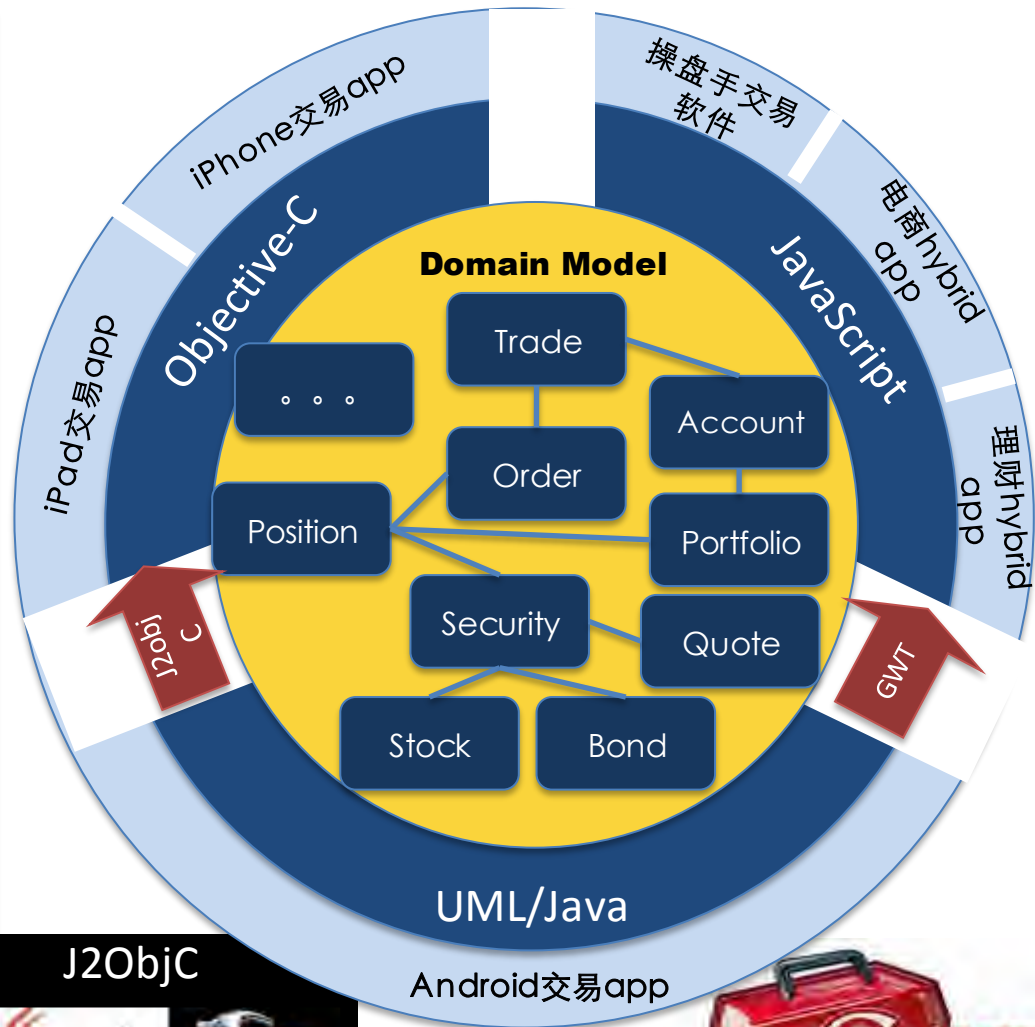 iPhone交易app
操盘手交易
软件
电商hybrid
app
理财hybrid
app
iPad交易app
Objective-C
JavaScript
Domain Model
Trade
。。。
Account
Order
Position
Portfolio
Security
Quote
Stock
Bond
J2obj
C
GWT
UML/Java
Android交易app
J2ObjC